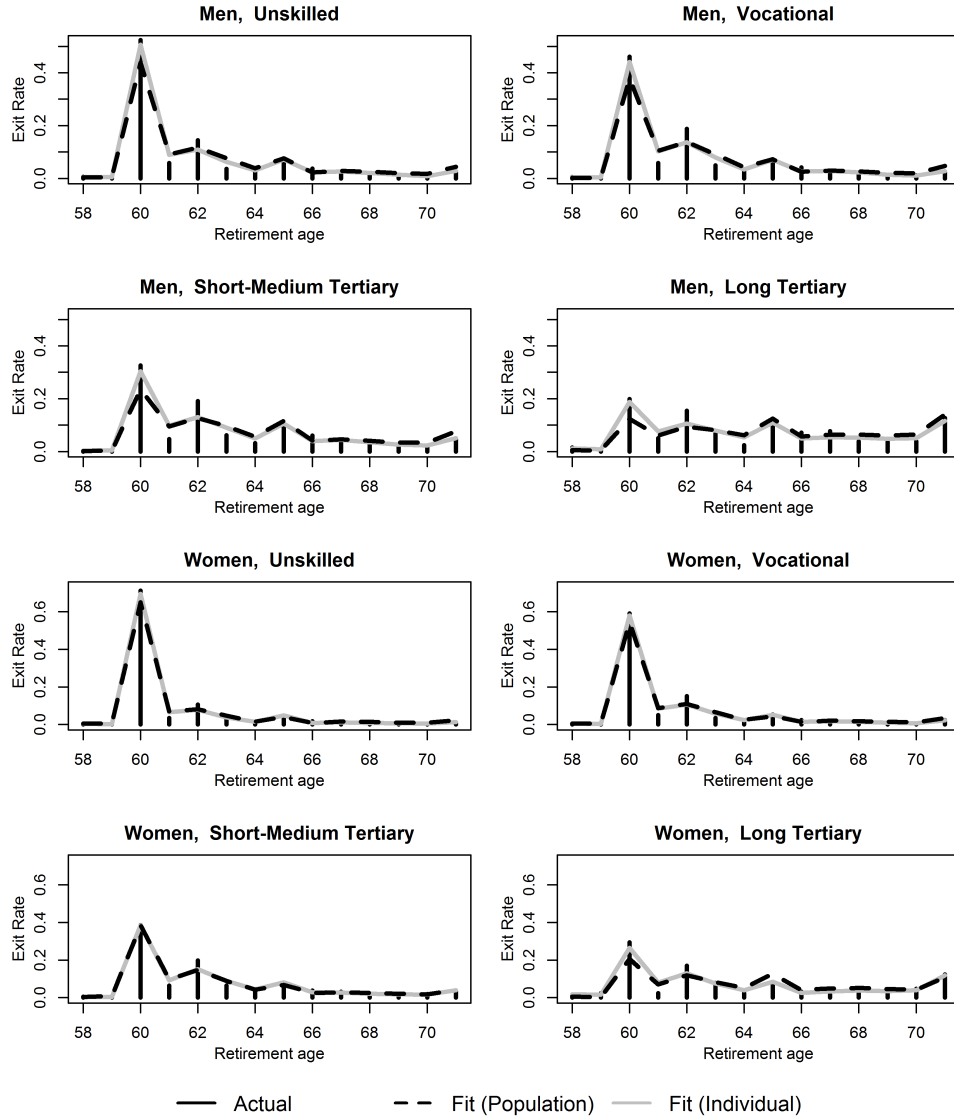 Men,  Unskilled
Men,  Vocational
Exit Rate
0.0 0.2 0.4
58 60 62 64 66 68 70
Retirement age
Exit Rate
0.0 0.2 0.4
58 60 62 64 66 68 70
Retirement age
Men,  Short-Medium Tertiary
Men,  Long Tertiary
Exit Rate
0.0 0.2 0.4
58 60 62 64 66 68 70
Retirement age
Exit Rate
0.0 0.2 0.4
58 60 62 64 66 68 70
Retirement age
Women,  Unskilled
Women,  Vocational
Exit Rate
0.0 0.2 0.4 0.6
58 60 62 64 66 68 70
Retirement age
Exit Rate
0.0 0.2 0.4 0.6
58 60 62 64 66 68 70
Retirement age
Women,  Short-Medium Tertiary
Women,  Long Tertiary
Exit Rate
0.0 0.2 0.4 0.6
58 60 62 64 66 68 70
Retirement age
Exit Rate
0.0 0.2 0.4 0.6
58 60 62 64 66 68 70
Retirement age
Actual Fit (Population) Fit (Individual)